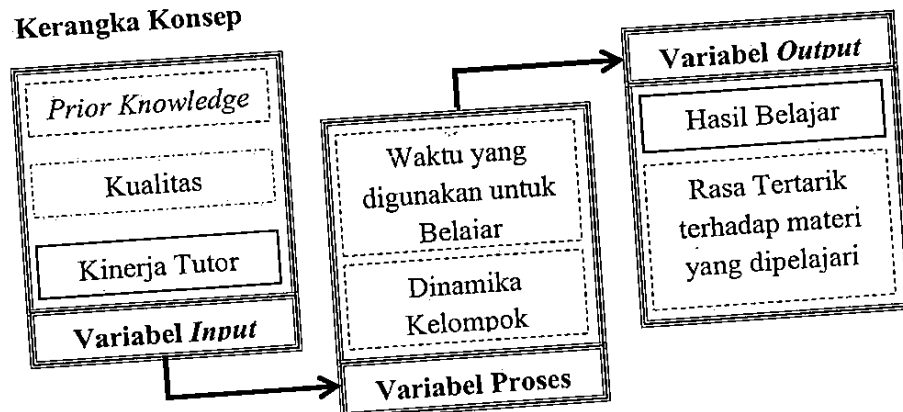 Kerangka Konsep
Prior Knowledge
Kualitas
Kinerja Tutor
Variabel Input
Waktu yang
digunakan untuk
Belajar
Dinamika
Kelompok
Variabel Proses
Variabel Output
Hasil Belajar
Rasa Tertarik
terhadap materi
yang dipelajari